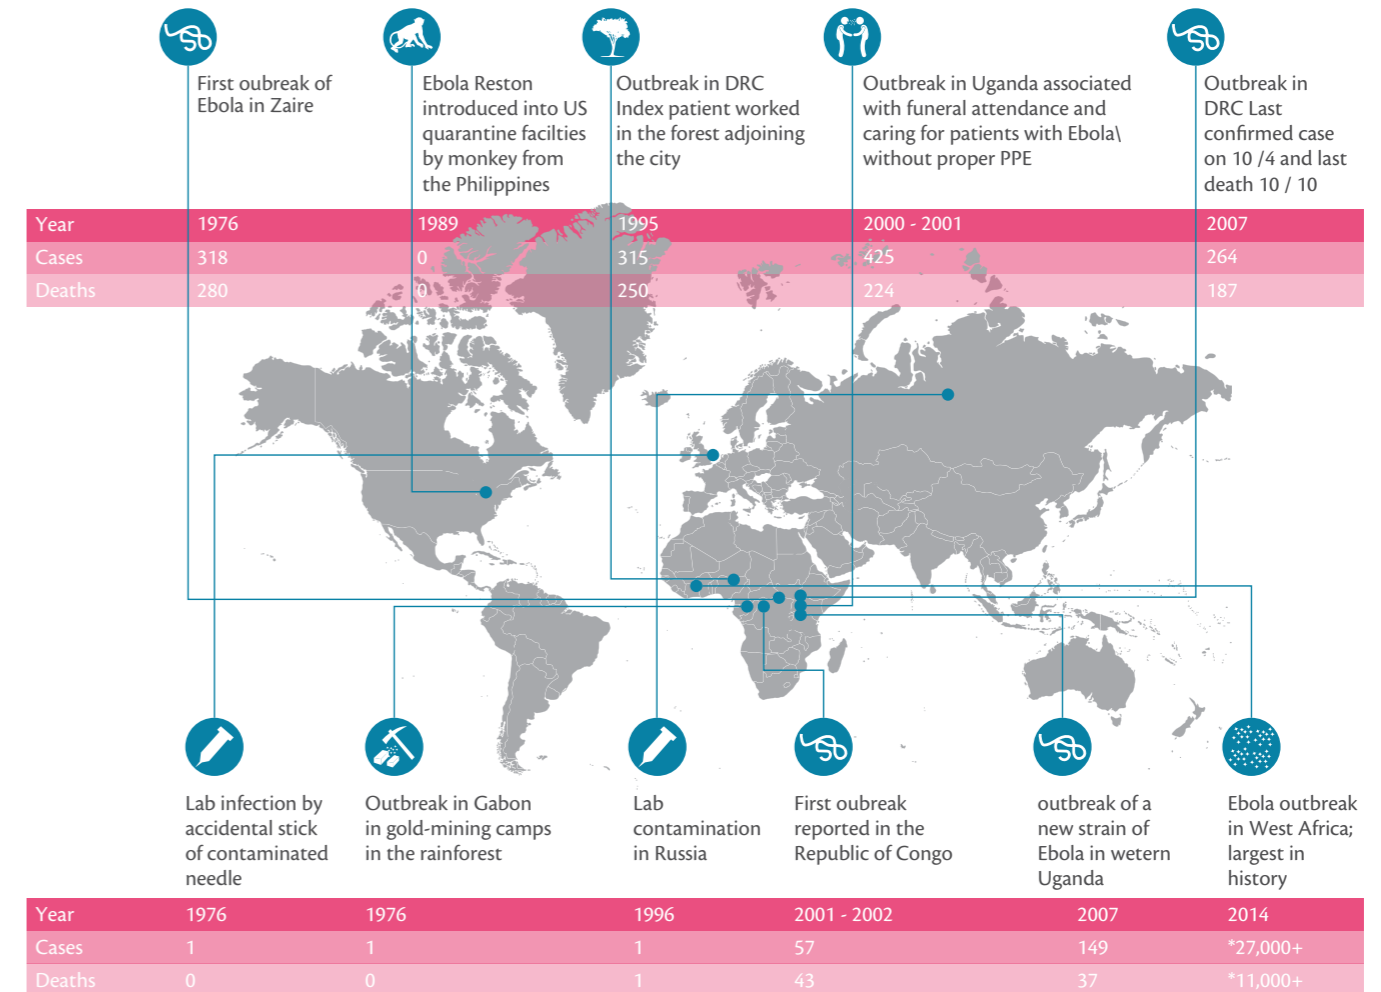 First oubreak of
Ebola in Zaire
Ebola Reston
introduced into US
quarantine facilties
by monkey from
the Philippines
Outbreak in DRC
Index patient worked
in the forest adjoining
the city
Outbreak in Uganda associated
with funeral attendance and
caring for patients with Ebola\
without proper PPE
Outbreak in
DRC Last
confirmed case
on 10 /4 and last
death 10 / 10
Year 1976 1989 1995 2000 - 2001 2007
Cases 318 0 315 425 264
Deaths 280 0 250 224 187
Lab infection by
accidental stick
of contaminated
needle
Outbreak in Gabon
in gold-mining camps
in the rainforest
Lab
contamination
in Russia
First oubreak
reported in the
Republic of Congo
outbreak of a
new strain of
Ebola in wetern
Uganda
Ebola outbreak
in West Africa;
largest in
history
Year 1976 1976 1996 2001 - 2002 2007 2014
Cases 1 1 1 57 149 *27,000+
Deaths 0 0 1 43 37 *11,000+